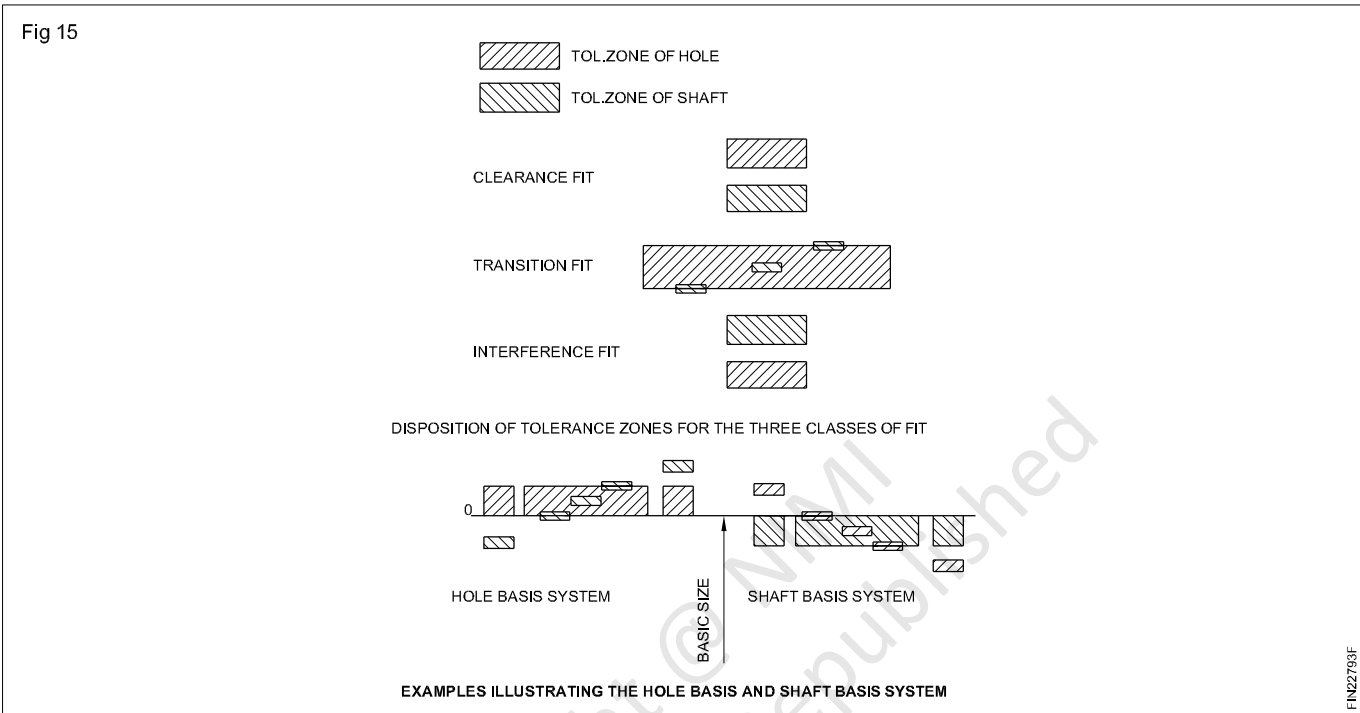 Fig 15
TOL.ZONE OF HOLE
TOL.ZONE OF SHAFT
CLEARANCE FIT
TRANSITION FIT
INTERFERENCE FIT
DISPOSITION OF TOLERANCE ZONES FOR THE THREE CLASSES OF FIT
0
HOLE BASIS SYSTEM
BASIC SIZE
SHAFT BASIS SYSTEM
EXAMPLES ILLUSTRATING THE HOLE BASIS AND SHAFT BASIS SYSTEM
FIN22793F
@ NIMI